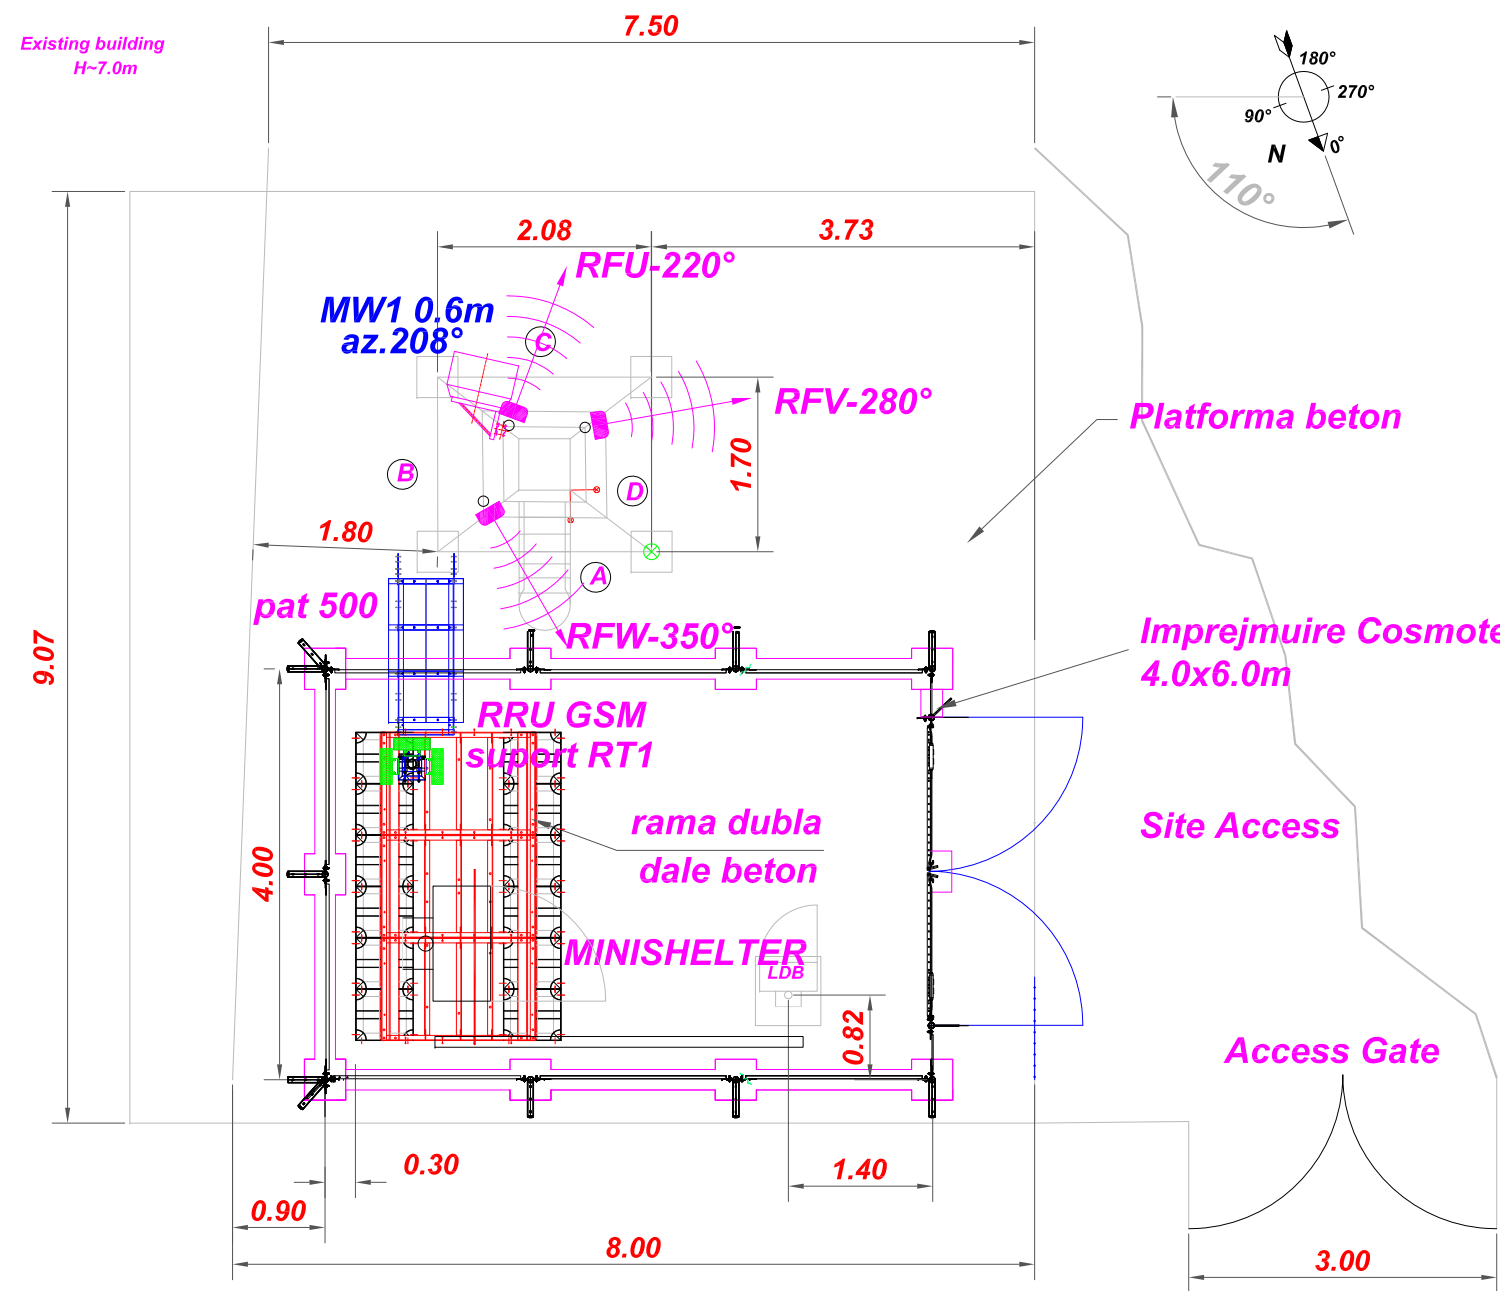 7.50
Existing building
H~7.0m
180°
270°
90°
0°
N
110°
2.08
3.73
RFU-220°
MW1 0.6m
az.208°
C
RFV-280°
Platforma beton
1.70
B
D
1.80
A
pat 500
RFW-350°
Imprejmuire Cosmote
4.0x6.0m
9.07
RRU GSM
suport RT1
rama dubla
dale beton
Site Access
4.00
MINISHELTER
LDB
0.82
Access Gate
0.30
1.40
0.90
8.00
3.00